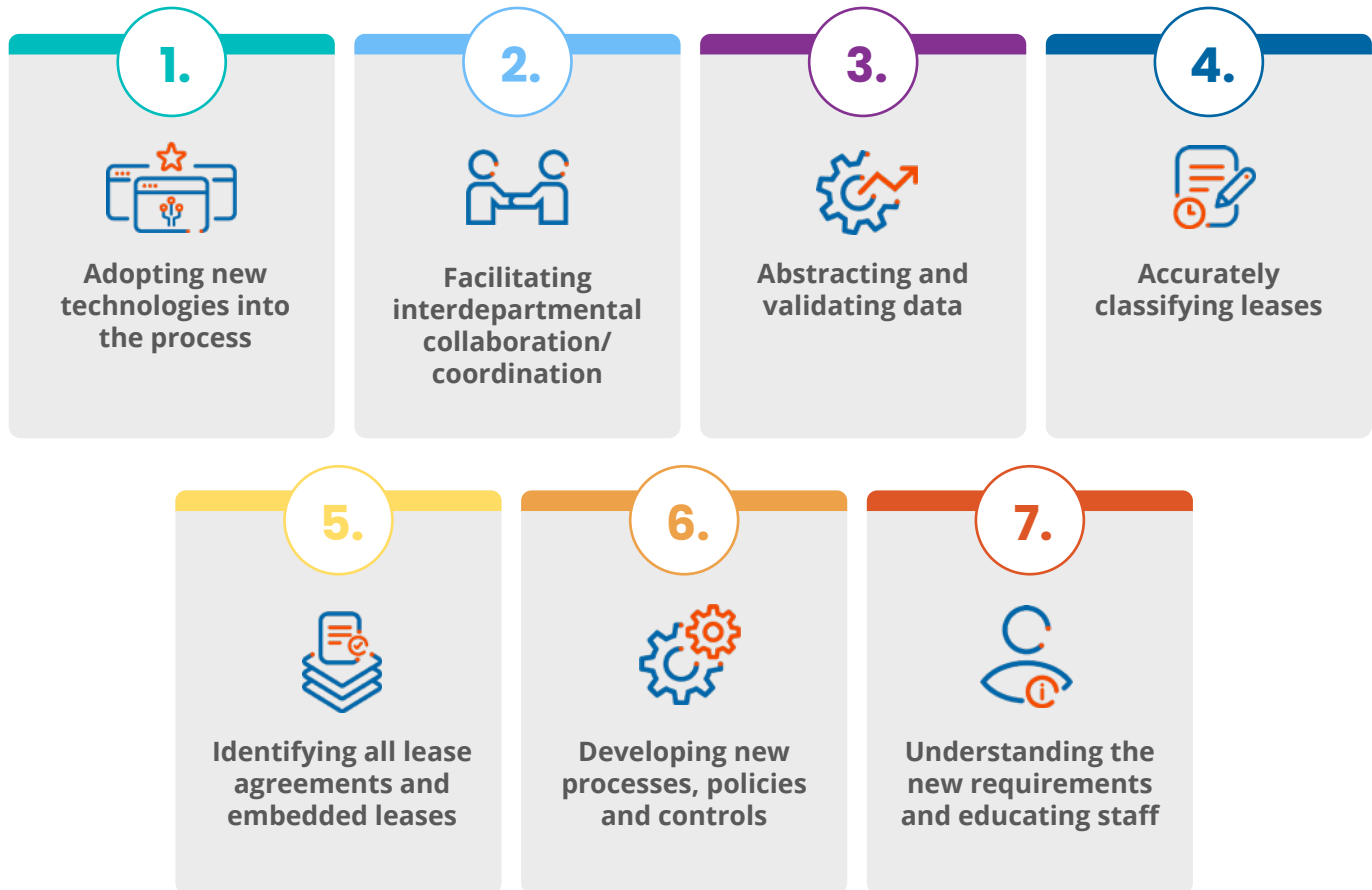 1.
Adopting new
technologies into
the process
2.
Facilitating
interdepartmental
collaboration/
coordination
3.
Abstracting and
validating data
4.
Accurately
classifying leases
5.
Identifying all lease
agreements and
embedded leases
6.
Developing new
processes, policies
and controls
7.
Understanding the
new requirements
and educating staff